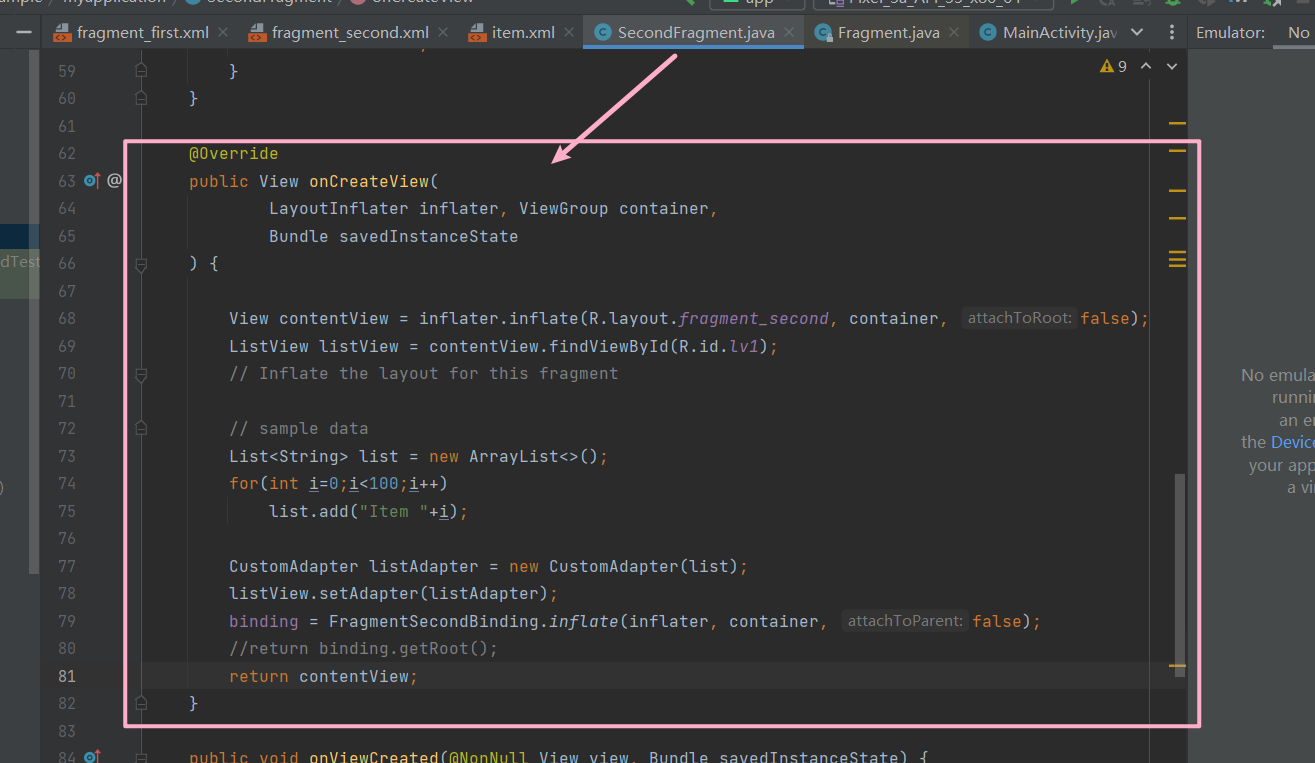 myapplication SecondFragment onCreateView app Pixel_3a_API_33_x86_64
fragment_first.xml fragment_second.xml item.xml SecondFragment.java Fragment.java MainActivity.jav Emulator: No
59 }
9
60 }
61
62 @Override
63 @ public View onCreateView(
64 LayoutInflater inflater, ViewGroup container,
65 Bundle savedInstanceState
dTest
66 ) {
67
68 View contentView = inflater.inflate(R.layout.fragment_second, container, attachToRoot: false);
69 ListView listView = contentView.findViewById(R.id.lv1);
70 // Inflate the layout for this fragment
71
72 // sample data
73 List<String> list = new ArrayList<>();
74 for(int i=0;i<100;i++)
75 list.add("Item "+i);
76
77 CustomAdapter listAdapter = new CustomAdapter(list);
78 listView.setAdapter(listAdapter);
79 binding = FragmentSecondBinding.inflate(inflater, container, attachToParent: false);
80 //return binding.getRoot();
81 return contentView;
82 }
83
84 public void onViewCreated(@NonNull View view, Bundle savedInstanceState) {
)
No emula
runni
an e
the Device
your app
a vi